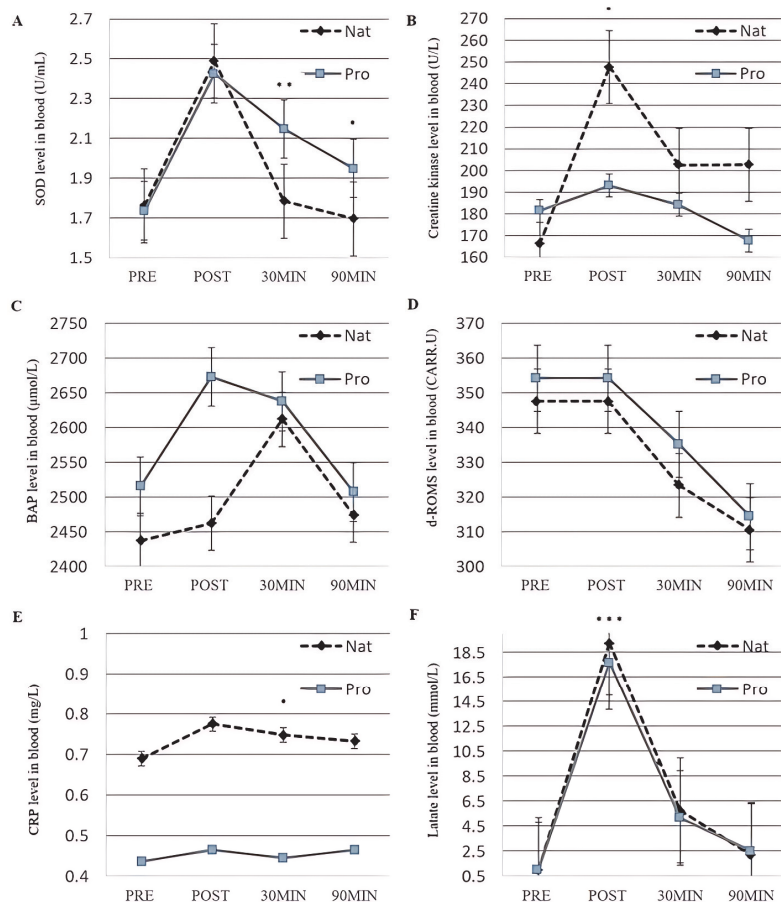 A
SOD level in blood (U/mL)
2.7
2.5
2.3
2.1
1.9
1.7
1.5
Nat
Pro
* *
*
PRE POST 30MIN 90MIN
B
Creatine kinase level in blood (U/L)
270
260
250
240
230
220
210
200
190
180
170
160
*
Nat
Pro
PRE POST 30MIN 90MIN
C
BAP level in blood (μmol/L)
2750
2700
2650
2600
2550
2500
2450
2400
Nat
Pro
PRE POST 30MIN 90MIN
D
d-ROMS level in blood (CARR.U)
370
360
350
340
330
320
310
300
Nat
Pro
PRE POST 30MIN 90MIN
E
CRP level in blood (mg/L)
1
0.9
0.8
0.7
0.6
0.5
0.4
Nat
Pro
*
PRE POST 30MIN 90MIN
F
Latate level in blood (mmol/L)
18.5
16.5
14.5
12.5
10.5
8.5
6.5
4.5
2.5
0.5
* * *
Nat
Pro
PRE POST 30MIN 90MIN